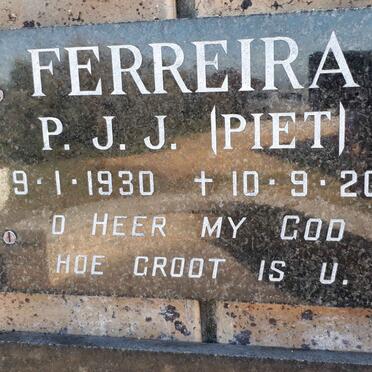 FERREIRA
P. J. J. (PIET)
9·1·1930 + 10·9·20
O HEER MY GOD
HOE GROOT IS U.